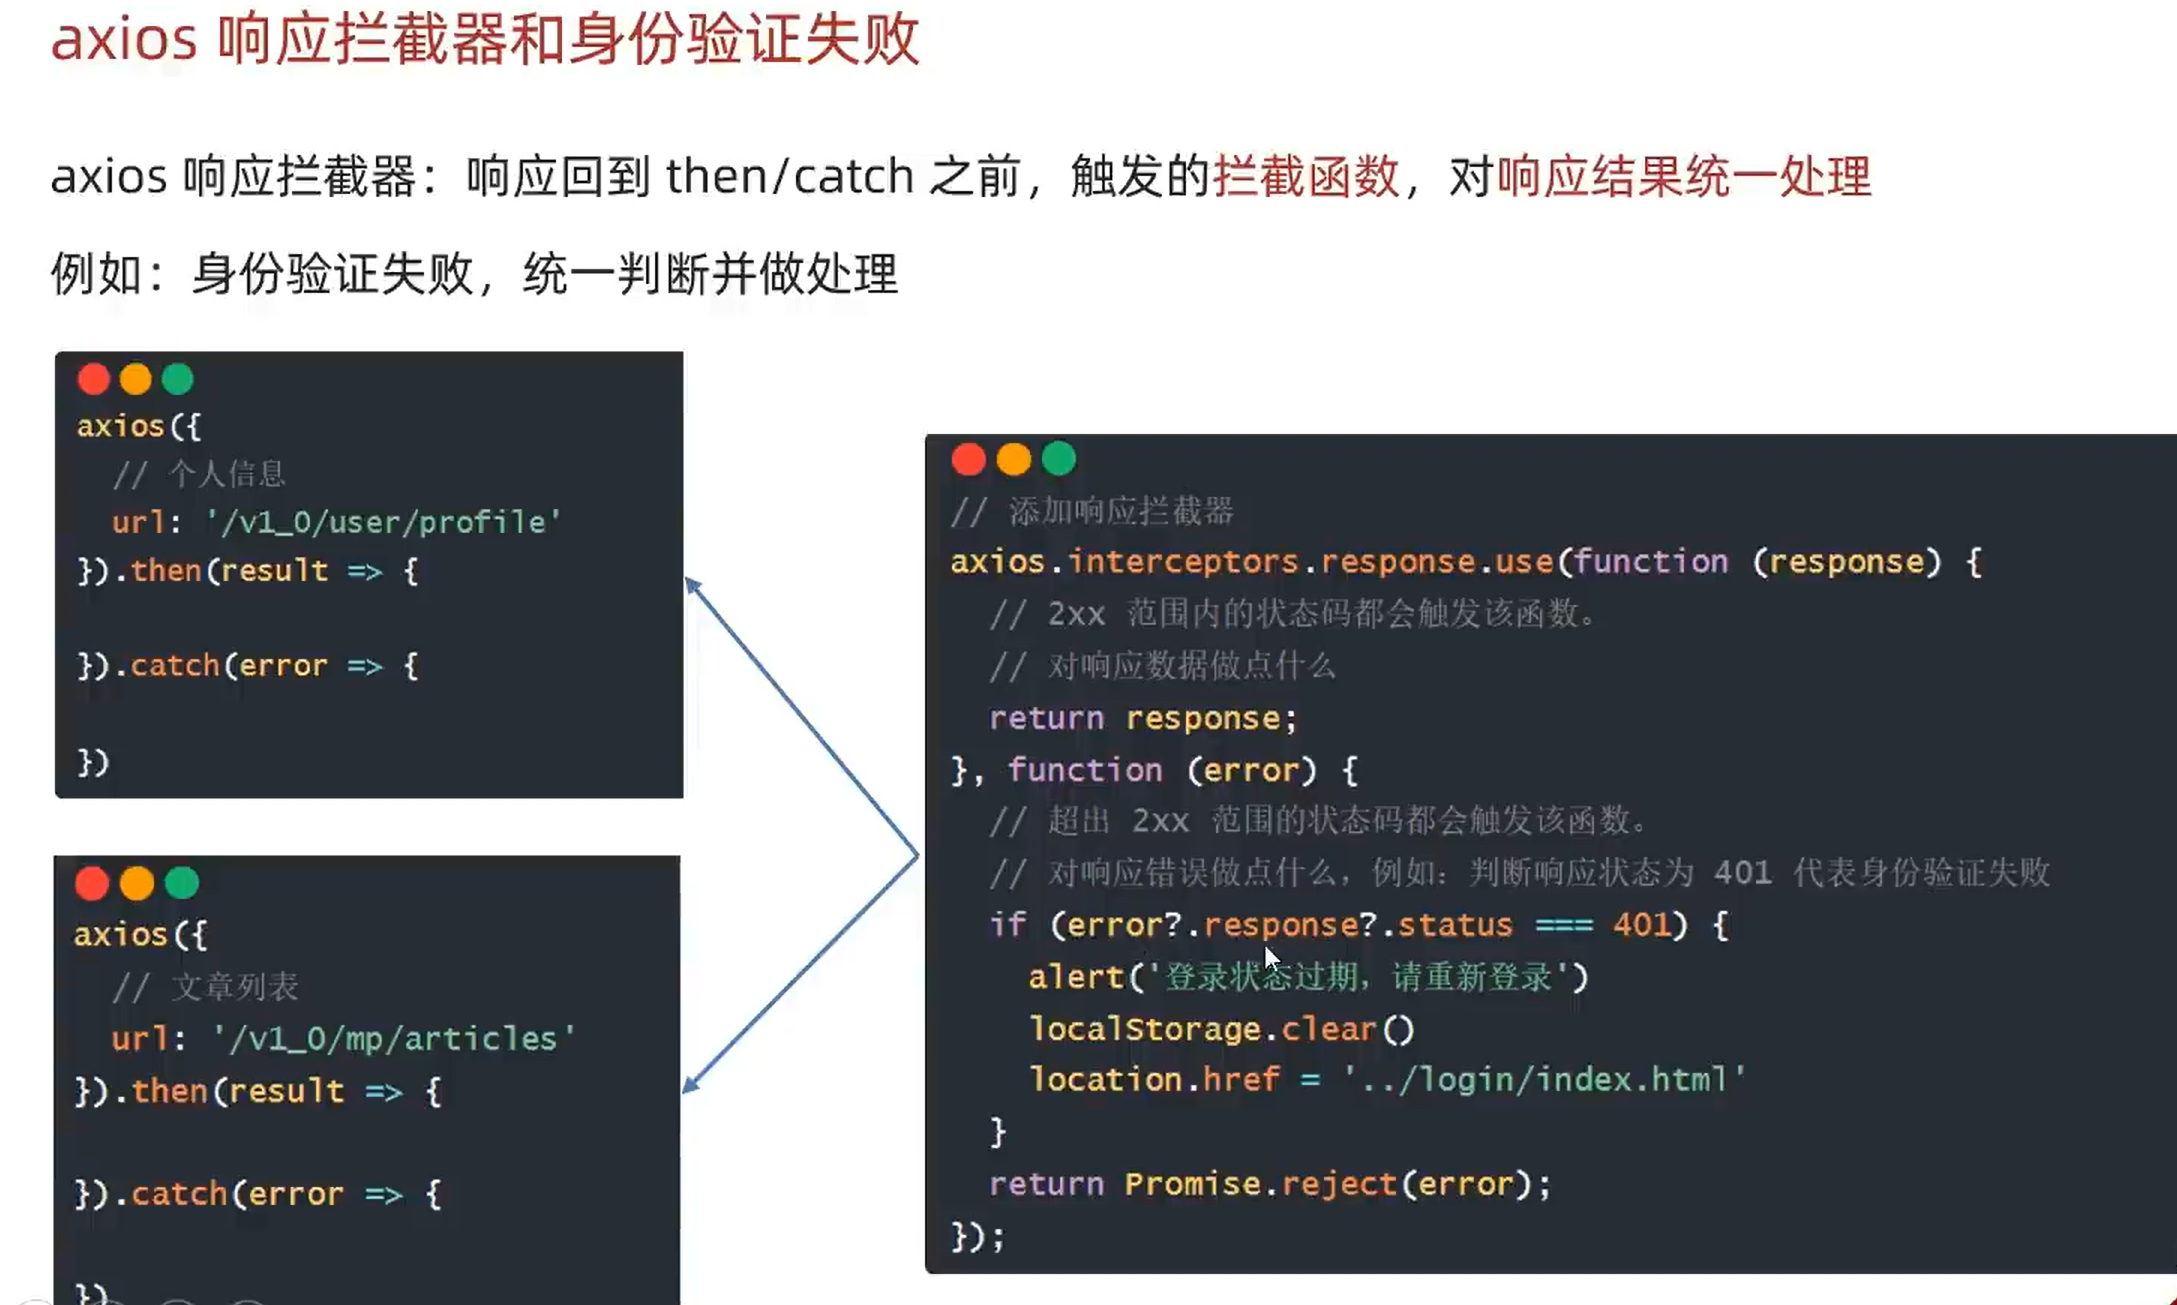 axios 响应拦截器和身份验证失败
axios 响应拦截器：响应回到 then/catch 之前，触发的拦截函数，对响应结果统一处理
例如：身份验证失败，统一判断并做处理
axios({
  // 个人信息
  url: '/v1_0/user/profile'
}).then(result => {

}).catch(error => {

})
axios({
  // 文章列表
  url: '/v1_0/mp/articles'
}).then(result => {

}).catch(error => {

})
// 添加响应拦截器
axios.interceptors.response.use(function (response) {
  // 2xx 范围内的状态码都会触发该函数。
  // 对响应数据做点什么
  return response;
}, function (error) {
  // 超出 2xx 范围的状态码都会触发该函数。
  // 对响应错误做点什么，例如：判断响应状态为 401 代表身份验证失败
  if (error?.response?.status === 401) {
    alert('登录状态过期，请重新登录')
    localStorage.clear()
    location.href = '../login/index.html'
  }
  return Promise.reject(error);
});